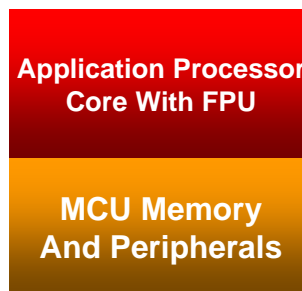 Application Processor
Core With FPU
MCU Memory
And Peripherals